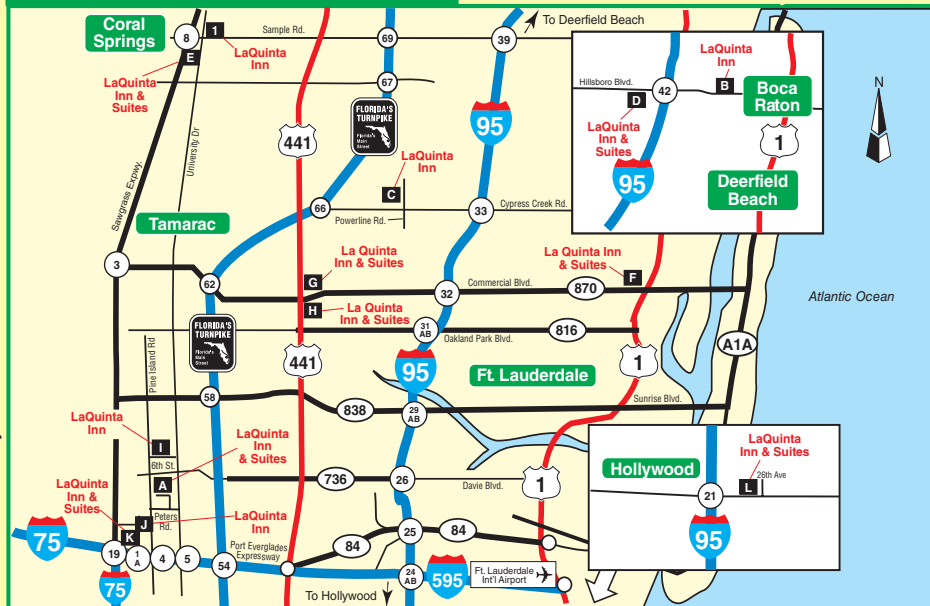 To Deerfield Beach
Coral
Springs
8
1
Sample Rd.
69
39
LaQuinta
Inn
E
LaQuinta
Inn &
Suites
67
FLORIDA'S
TURNPIKE
Florida's
Main
Street
441
95
University Dr
Sawgrass Expwy.
LaQuinta
Inn
C
66
Powerline Rd.
33
Cypress Creek Rd.
Tamarac
LaQuinta
Inn
Hillsboro Blvd.
42
B
D
Boca
Raton
LaQuinta
Inn &
Suites
95
1
Deerfield
Beach
N
3
62
La Quinta
Inn & Suites
G
H
La Quinta
Inn & Suites
La Quinta Inn
& Suites
F
32
Commercial Blvd.
870
Atlantic Ocean
FLORIDA'S
TURNPIKE
Florida's
Main
Street
31
AB
Oakland Park Blvd.
816
A1A
Pine Island Rd
441
95
Ft. Lauderdale
1
58
838
29
AB
Sunrise Blvd.
LaQuinta
Inn
I
6th St.
A
LaQuinta
Inn
& Suites
736
26
Davie Blvd.
1
Hollywood
LaQuinta
Inn & Suites
L
26th Ave
21
95
LaQuinta
Inn &
Suites
Peters
Rd.
J
K
LaQuinta
Inn
75
19
1
A
4
5
54
Port Everglades
Expressway
84
25
84
75
24
AB
595
Ft. Lauderdale
Int'l Airport
To Hollywood